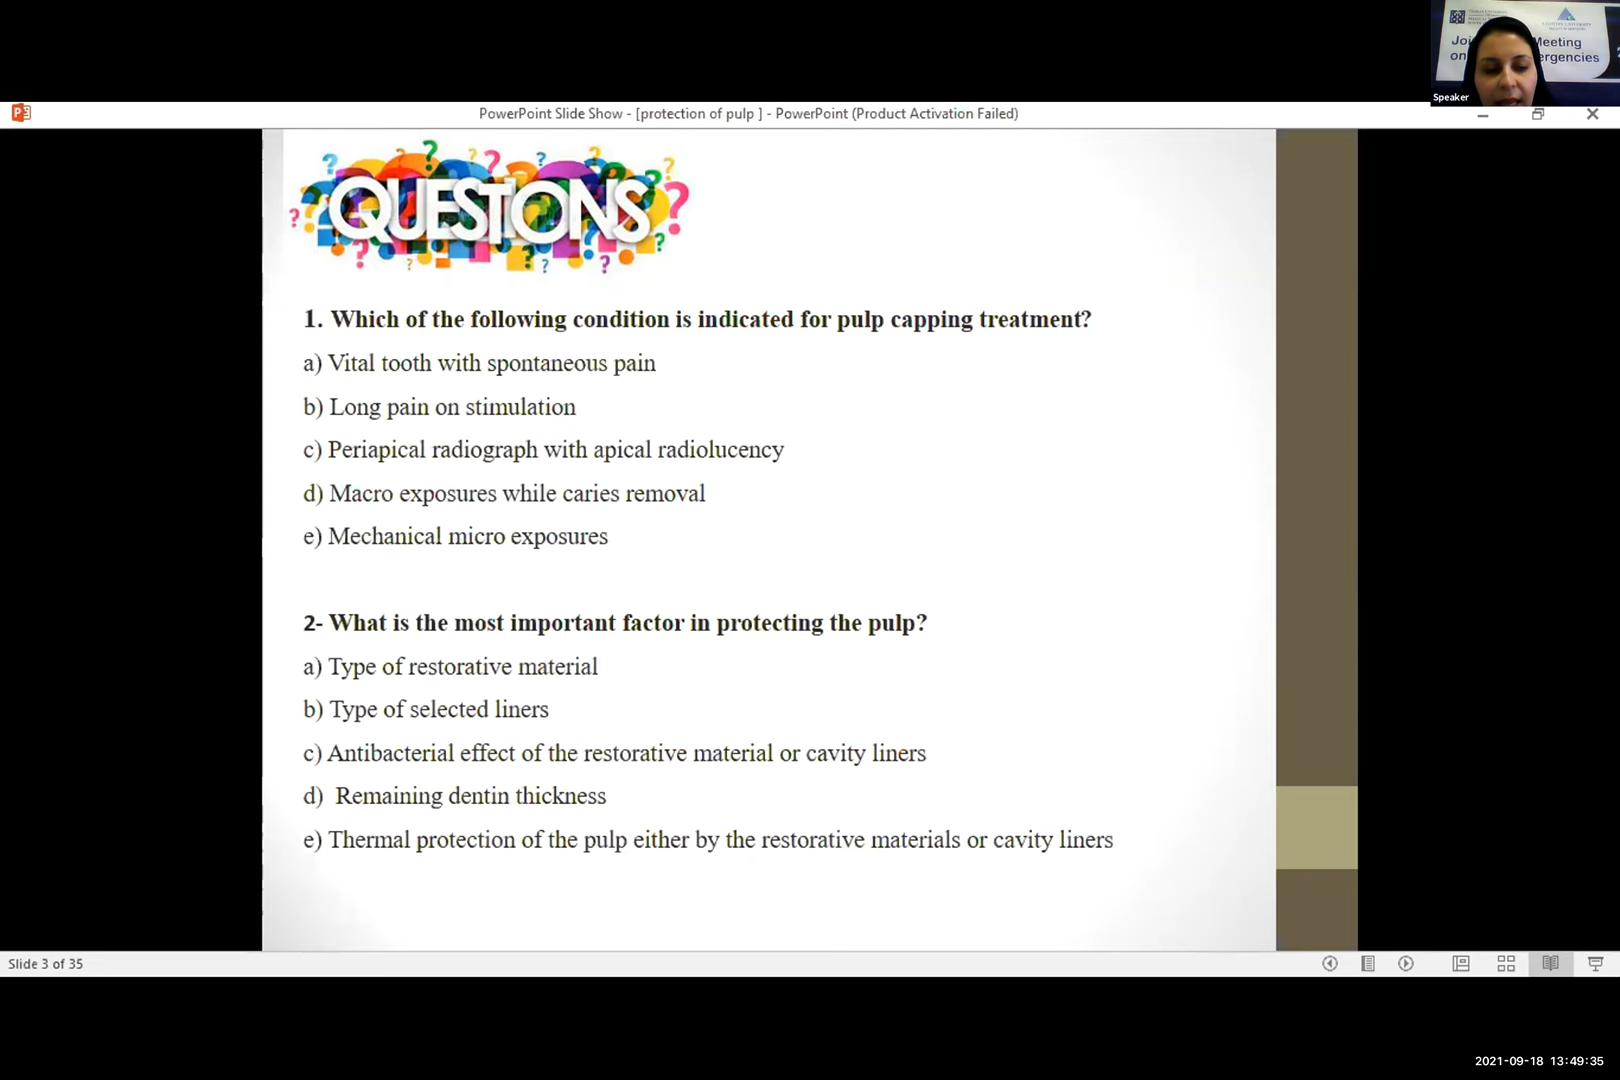 Joi Meeting
on ergencies
Speaker
PowerPoint Slide Show - [protection of pulp ] - PowerPoint (Product Activation Failed)
QUESTIONS
1. Which of the following condition is indicated for pulp capping treatment?
a) Vital tooth with spontaneous pain
b) Long pain on stimulation
c) Periapical radiograph with apical radiolucency
d) Macro exposures while caries removal
e) Mechanical micro exposures
2- What is the most important factor in protecting the pulp?
a) Type of restorative material
b) Type of selected liners
c) Antibacterial effect of the restorative material or cavity liners
d) Remaining dentin thickness
e) Thermal protection of the pulp either by the restorative materials or cavity liners
Slide 3 of 35
2021-09-18 13:49:35